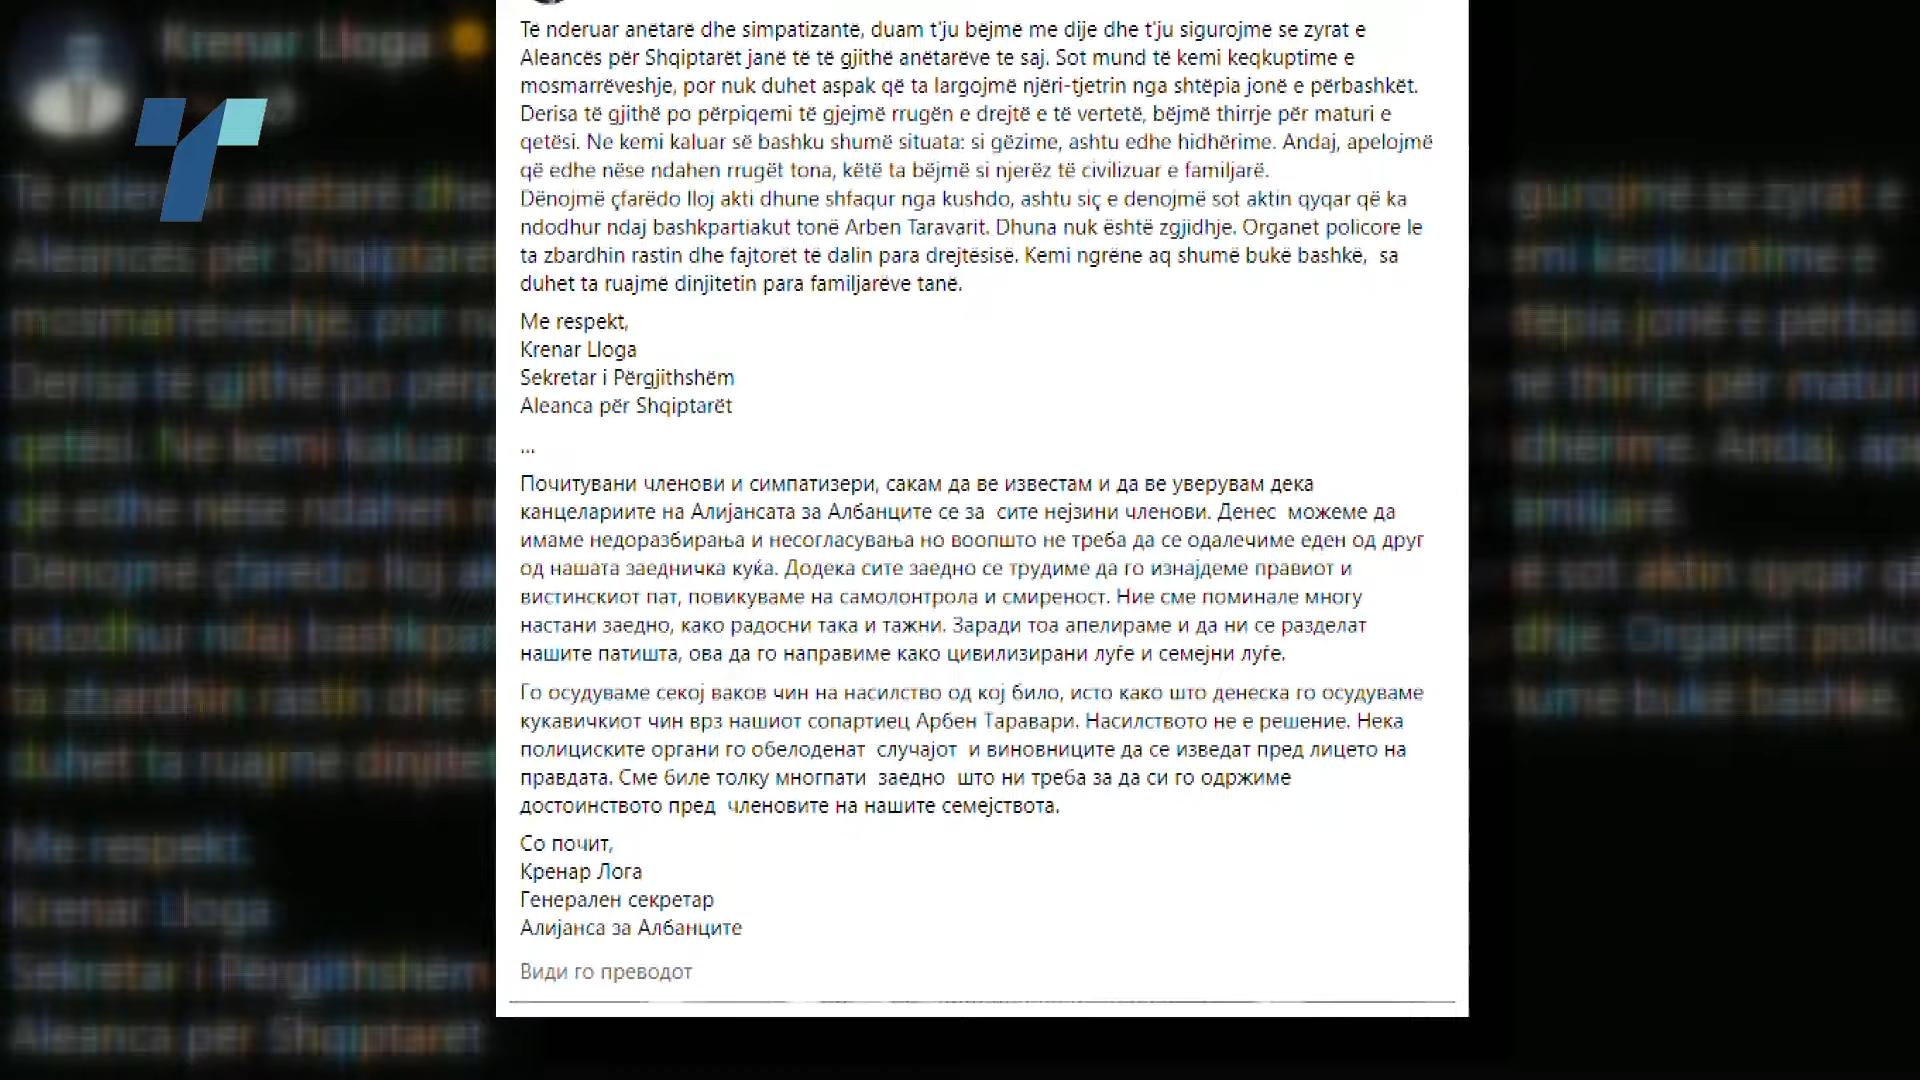 Të nderuar anëtarë dhe simpatizantë, duam t'ju bëjmë me dije dhe t'ju sigurojmë se zyrat e
Aleancës për Shqiptarët janë të të gjithë anëtarëve te saj. Sot mund të kemi keqkuptime e
mosmarrëveshje, por nuk duhet aspak që ta largojmë njëri-tjetrin nga shtëpia jonë e përbashkët.
Derisa të gjithë po përpiqemi të gjejmë rrugën e drejtë e të vertetë, bëjmë thirrje për maturi e
qetësi. Ne kemi kaluar së bashku shumë situata: si gëzime, ashtu edhe hidhërime. Andaj, apelojmë
që edhe nëse ndahen rrugët tona, këtë ta bëjmë si njerëz të civilizuar e familjarë.
Dënojmë çfarëdo lloj akti dhune shfaqur nga kushdo, ashtu siç e denojmë sot aktin qyqar që ka
ndodhur ndaj bashkpartiakut tonë Arben Taravarit. Dhuna nuk është zgjidhje. Organet policore le
ta zbardhin rastin dhe fajtorët të dalin para drejtësisë. Kemi ngrëne aq shumë bukë bashkë, sa
duhet ta ruajmë dinjitetin para familjarëve tanë.
Me respekt,
Krenar Lloga
Sekretar i Përgjithshëm
Aleanca për Shqiptarët
...
Почитувани членови и симпатизери, сакам да ве известам и да ве уверувам дека
канцелариите на Алијансата за Албанците се за сите нејзини членови. Денес можеме да
имаме недоразбирања и несогласувања но воопшто не треба да се одалечиме еден од друг
од нашата заедничка куќа. Додека сите заедно се трудиме да го изнајдеме правиот и
вистинскиот пат, повикуваме на самолонтрола и смиреност. Ние сме поминале многу
настани заедно, како радосни така и тажни. Заради тоа апелираме и да ни се разделат
нашите патишта, ова да го направиме како цивилизирани луѓе и семејни луѓе.
Го осудуваме секој ваков чин на насилство од кој било, исто како што денеска го осудуваме
кукавичкиот чин врз нашиот сопартиец Арбен Таравари. Насилството не е решение. Нека
полициските органи го обелоденат случајот и виновниците да се изведат пред лицето на
правдата. Сме биле толку многпати заедно што ни треба за да си го одржиме
достоинството пред членовите на нашите семејствота.
Со почит,
Кренар Лога
Генерален секретар
Алијанса за Албанците
Види го преводот